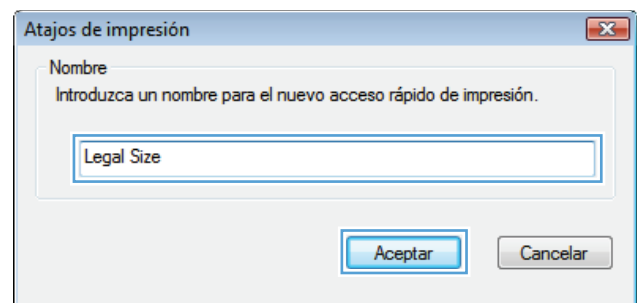 Atajos de impresión
Nombre
Introduzca un nombre para el nuevo acceso rápido de impresión.
Legal Size
Aceptar
Cancelar